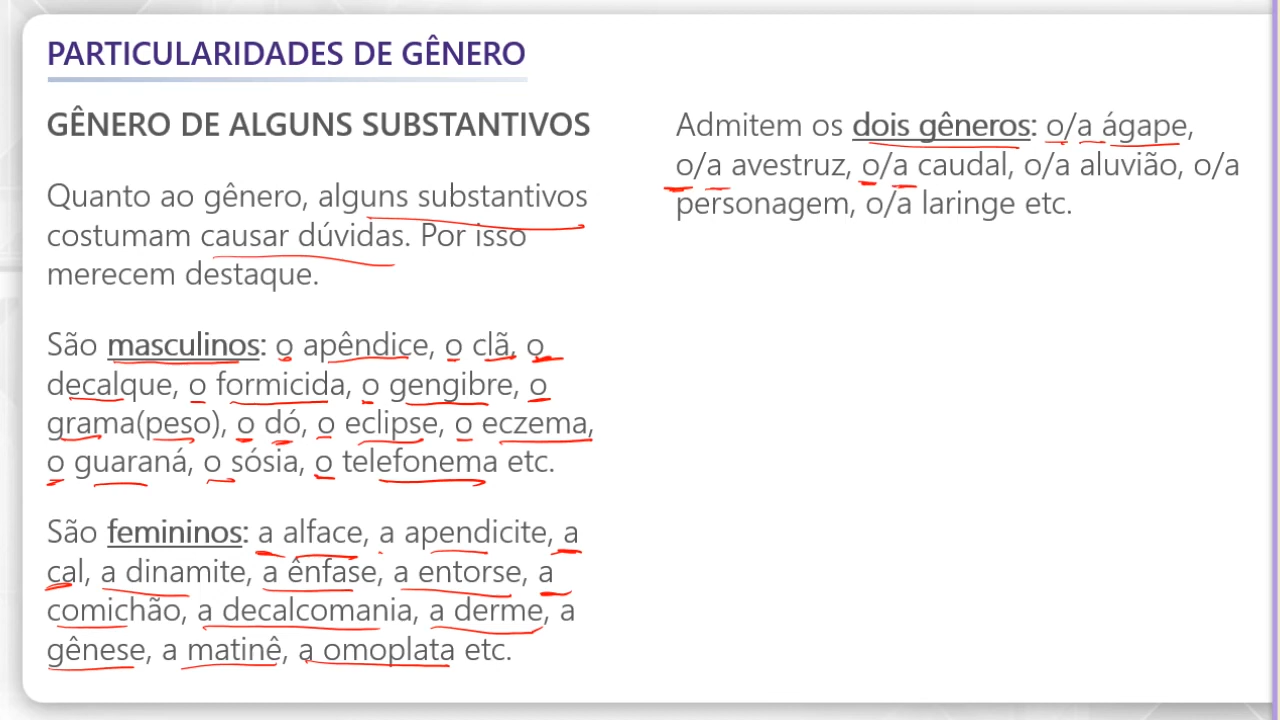 PARTICULARIDADES DE GÊNERO
GÊNERO DE ALGUNS SUBSTANTIVOS
Quanto ao gênero, alguns substantivos
costumam causar dúvidas. Por isso
merecem destaque.
São masculinos: o apêndice, o clã, o
decalque, o formicida, o gengibre, o
grama(peso), o dó, o eclipse, o eczema,
o guaraná, o sósia, o telefonema etc.
São femininos: a alface, a apendicite, a
cal, a dinamite, a ênfase, a entorse, a
comichão, a decalcomania, a derme, a
gênese, a matinê, a omoplata etc.
Admitem os dois gêneros: o/a ágape,
o/a avestruz, o/a caudal, o/a aluvião, o/a
personagem, o/a laringe etc.